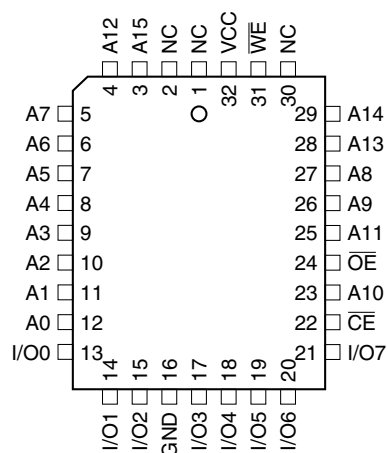 A12 A15 NC NC VCC WE NC
4 3 2 1 32 31 30
A7 5 29 A14
A6 6 28 A13
A5 7 27 A8
A4 8 26 A9
A3 9 25 A11
A2 10 24 OE
A1 11 23 A10
A0 12 22 CE
I/O0 13 21 I/O7
14 15 16 17 18 19 20
I/O1 I/O2 GND I/O3 I/O4 I/O5 I/O6